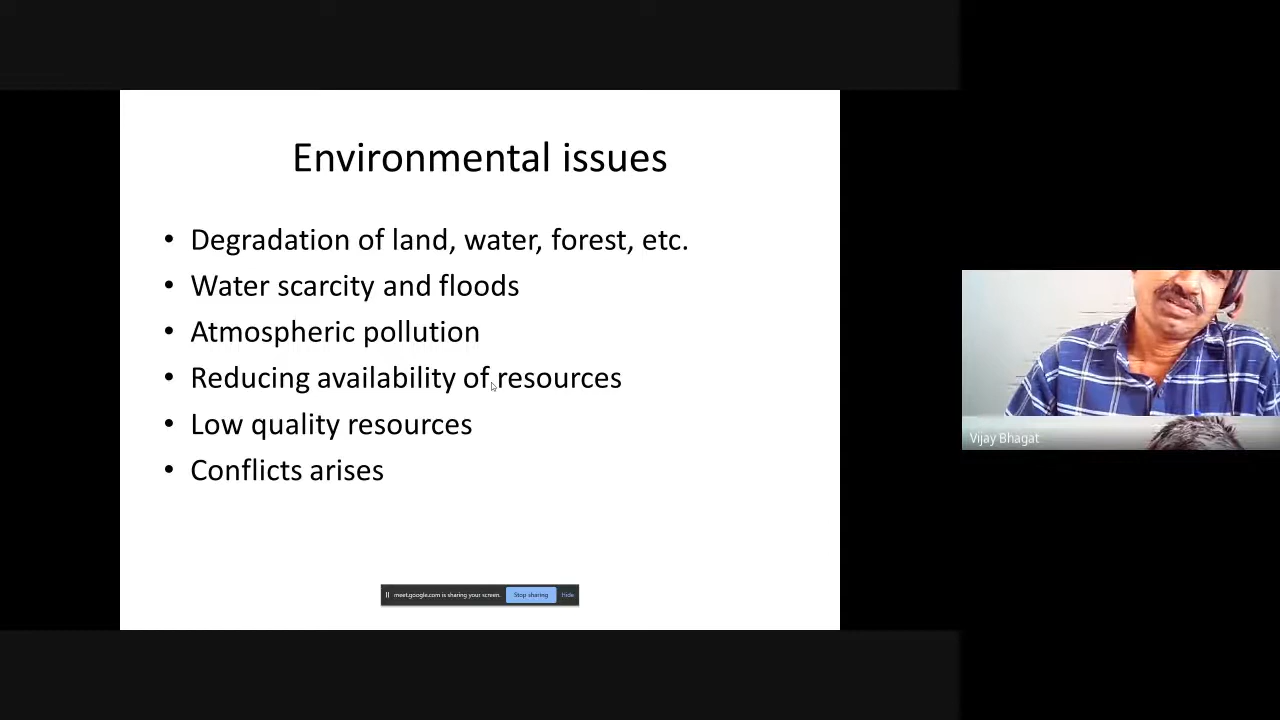 Environmental issues
• Degradation of land, water, forest, etc.
• Water scarcity and floods
• Atmospheric pollution
• Reducing availability of resources
• Low quality resources
• Conflicts arises
meet.google.com is sharing your screen. Stop sharing Hide
Vijay Bhagat